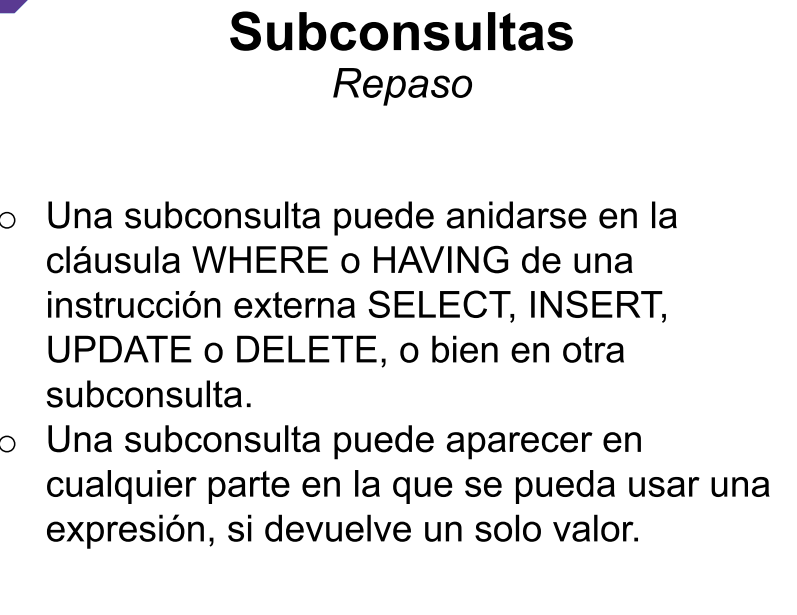 Subconsultas
Repaso
o Una subconsulta puede anidarse en la
cláusula WHERE o HAVING de una
instrucción externa SELECT, INSERT,
UPDATE o DELETE, o bien en otra
subconsulta.
o Una subconsulta puede aparecer en
cualquier parte en la que se pueda usar una
expresión, si devuelve un solo valor.